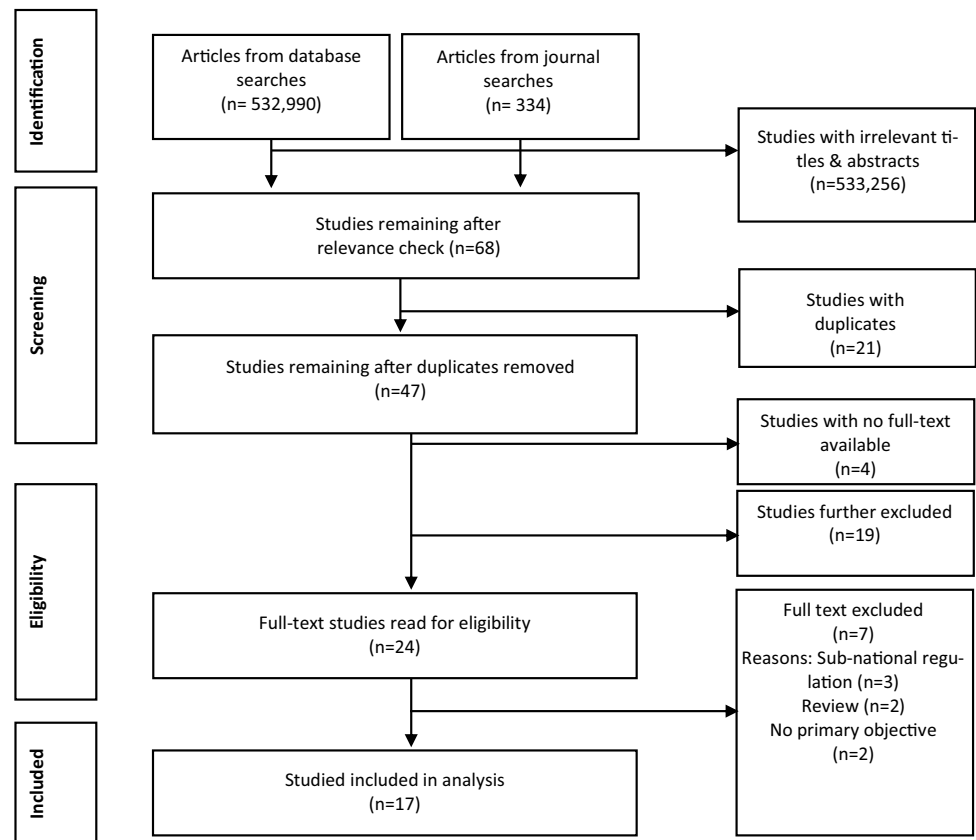 Identification
Articles from database
searches
(n= 532,990)
Articles from journal
searches
(n= 334)
Studies with irrelevant ti-
tles & abstracts
(n=533,256)
Screening
Studies remaining after
relevance check (n=68)
Studies with
duplicates
(n=21)
Studies remaining after duplicates removed
(n=47)
Studies with no full-text
available
(n=4)
Eligibility
Studies further excluded
(n=19)
Full-text studies read for eligibility
(n=24)
Full text excluded
(n=7)
Reasons: Sub-national regu-
lation (n=3)
Review (n=2)
No primary objective
(n=2)
Included
Studied included in analysis
(n=17)